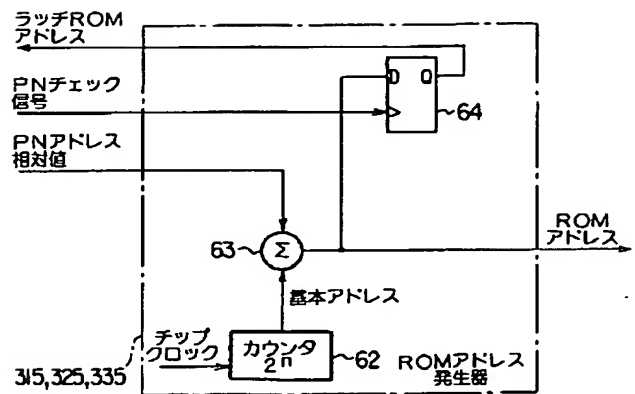 ラッチROM
アドレス
PNチェック
信号
PNアドレス
相対値
D Q
64
63
Σ
ROM
アドレス
基本アドレス
チップ
クロック
カウンタ
2n
62
ROMアドレス
発生器
315,325,335